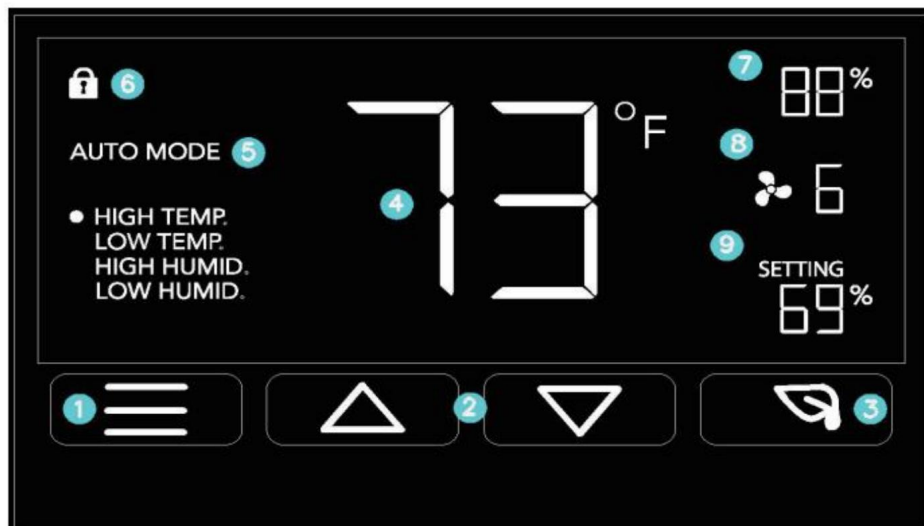 6
AUTO MODE 5
HIGH TEMP.
LOW TEMP.
HIGH HUMID.
LOW HUMID.
4 73 °F
7 88%
8 6
9
SETTING
69%
1
2
3